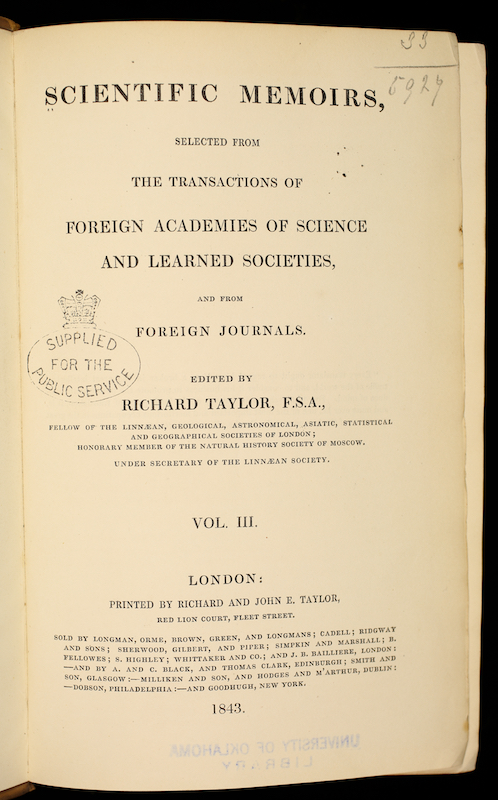 33
5927
SCIENTIFIC MEMOIRS,
SELECTED FROM
THE TRANSACTIONS OF
FOREIGN ACADEMIES OF SCIENCE
AND LEARNED SOCIETIES,
AND FROM
FOREIGN JOURNALS.
SUPPLIED
FOR THE
PUBLIC SERVICE
EDITED BY
RICHARD TAYLOR, F.S.A.,
FELLOW OF THE LINNÆAN, GEOLOGICAL, ASTRONOMICAL, ASIATIC, STATISTICAL
AND GEOGRAPHICAL SOCIETIES OF LONDON;
HONORARY MEMBER OF THE NATURAL HISTORY SOCIETY OF MOSCOW.
UNDER SECRETARY OF THE LINNÆAN SOCIETY.
VOL. III.
LONDON:
PRINTED BY RICHARD AND JOHN E. TAYLOR,
RED LION COURT, FLEET STREET.
SOLD BY LONGMAN, ORME, BROWN, GREEN, AND LONGMANS; CADELL; RIDGWAY
AND SONS; SHERWOOD, GILBERT, AND PIPER; SIMPKIN AND MARSHALL; B.
FELLOWES; S. HIGHLEY; WHITTAKER AND CO.; AND J. B. BAILLIERE, LONDON:
—AND BY A. AND C. BLACK, AND THOMAS CLARK, EDINBURGH; SMITH AND
SON, GLASGOW:—MILLIKEN AND SON, AND HODGES AND M'ARTHUR, DUBLIN:
—DOBSON, PHILADELPHIA:—AND GOODHUGH, NEW YORK.
1843.
UNIVERSITY OF OKLAHOMA
LIBRARY